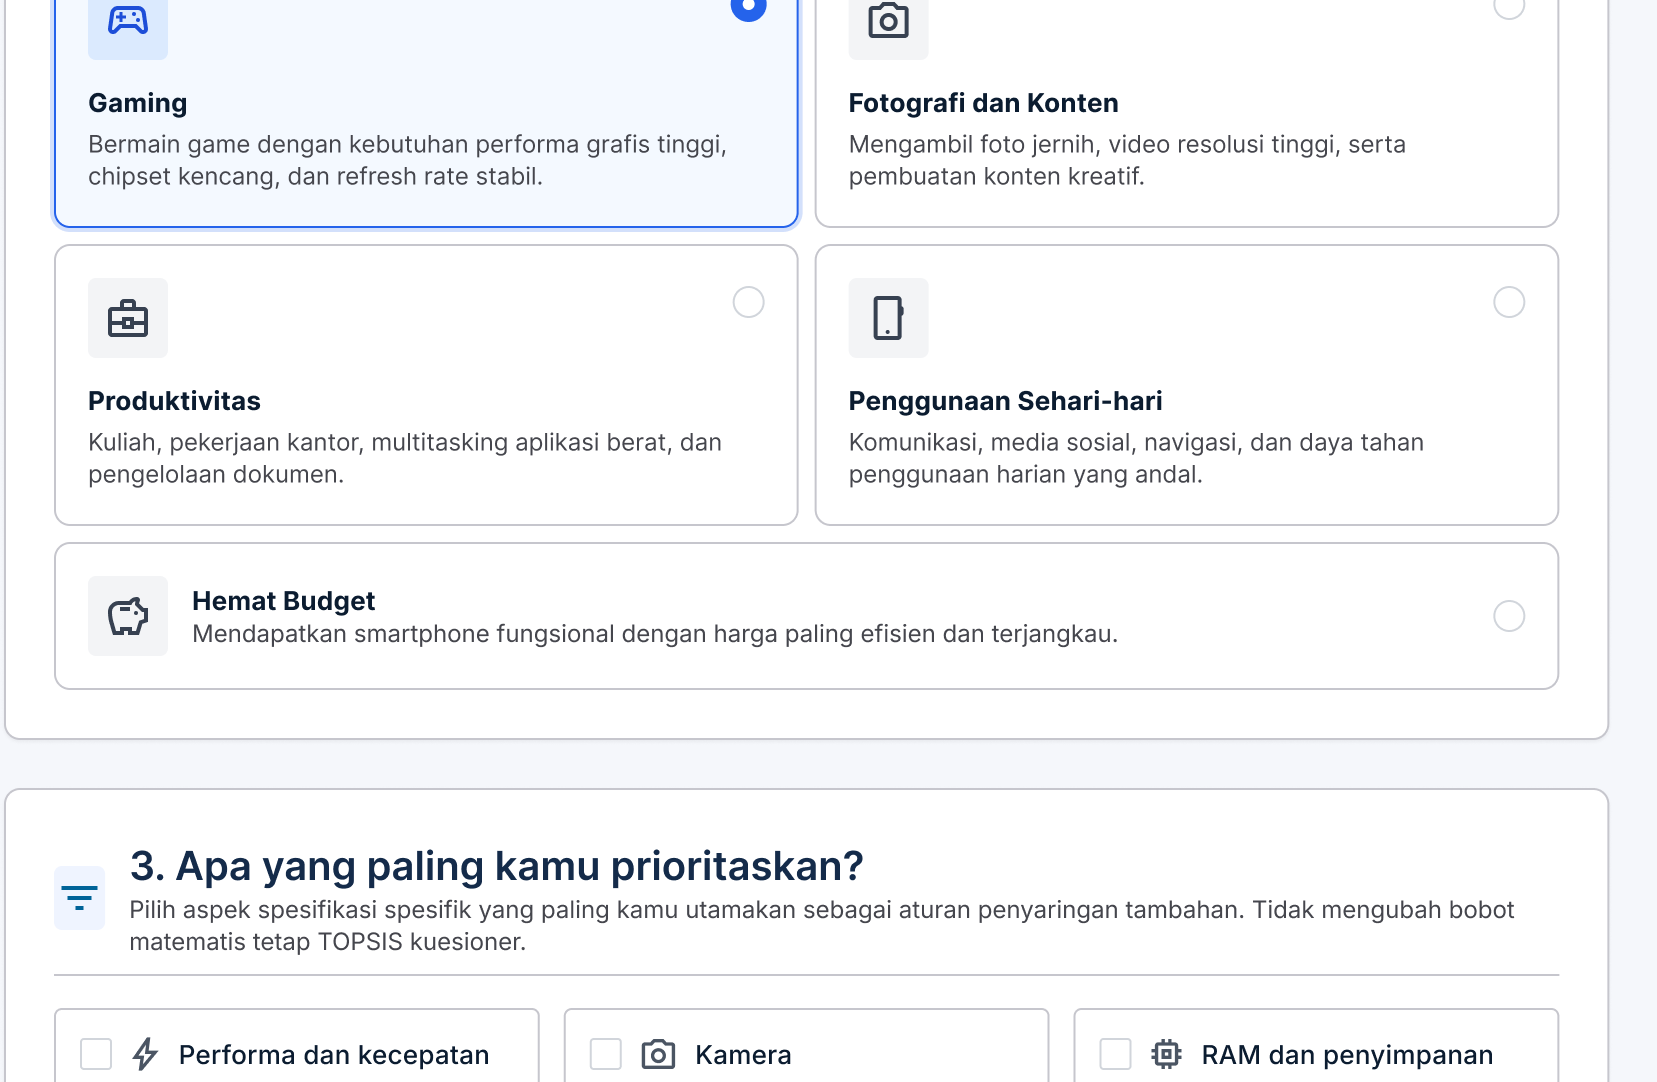 Gaming
Bermain game dengan kebutuhan performa grafis tinggi,
chipset kencang, dan refresh rate stabil.
Fotografi dan Konten
Mengambil foto jernih, video resolusi tinggi, serta
pembuatan konten kreatif.
Produktivitas
Kuliah, pekerjaan kantor, multitasking aplikasi berat, dan
pengelolaan dokumen.
Penggunaan Sehari-hari
Komunikasi, media sosial, navigasi, dan daya tahan
penggunaan harian yang andal.
Hemat Budget
Mendapatkan smartphone fungsional dengan harga paling efisien dan terjangkau.
3. Apa yang paling kamu prioritaskan?
Pilih aspek spesifikasi spesifik yang paling kamu utamakan sebagai aturan penyaringan tambahan. Tidak mengubah bobot
matematis tetap TOPSIS kuesioner.
Performa dan kecepatan
Kamera
RAM dan penyimpanan